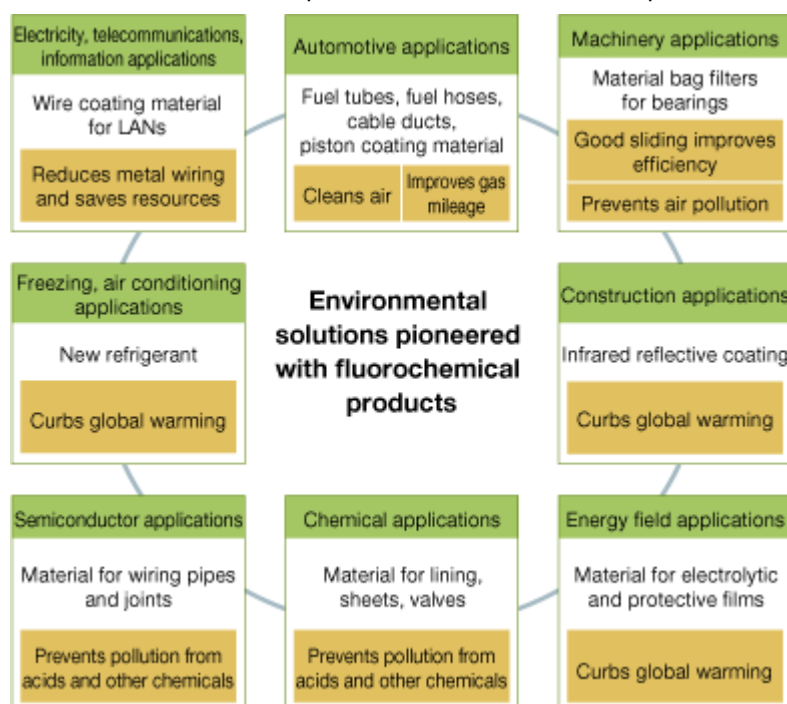 Electricity, telecommunications,
information applications
Wire coating material
for LANs
Reduces metal wiring
and saves resources
Automotive applications
Fuel tubes, fuel hoses,
cable ducts,
piston coating material
Cleans air
Improves gas
mileage
Machinery applications
Material bag filters
for bearings
Good sliding improves
efficiency
Prevents air pollution
Freezing, air conditioning
applications
New refrigerant
Curbs global warming
Environmental
solutions pioneered
with fluorochemical
products
Construction applications
Infrared reflective coating
Curbs global warming
Semiconductor applications
Material for wiring pipes
and joints
Prevents pollution from
acids and other chemicals
Chemical applications
Material for lining,
sheets, valves
Prevents pollution from
acids and other chemicals
Energy field applications
Material for electrolytic
and protective films
Curbs global warming